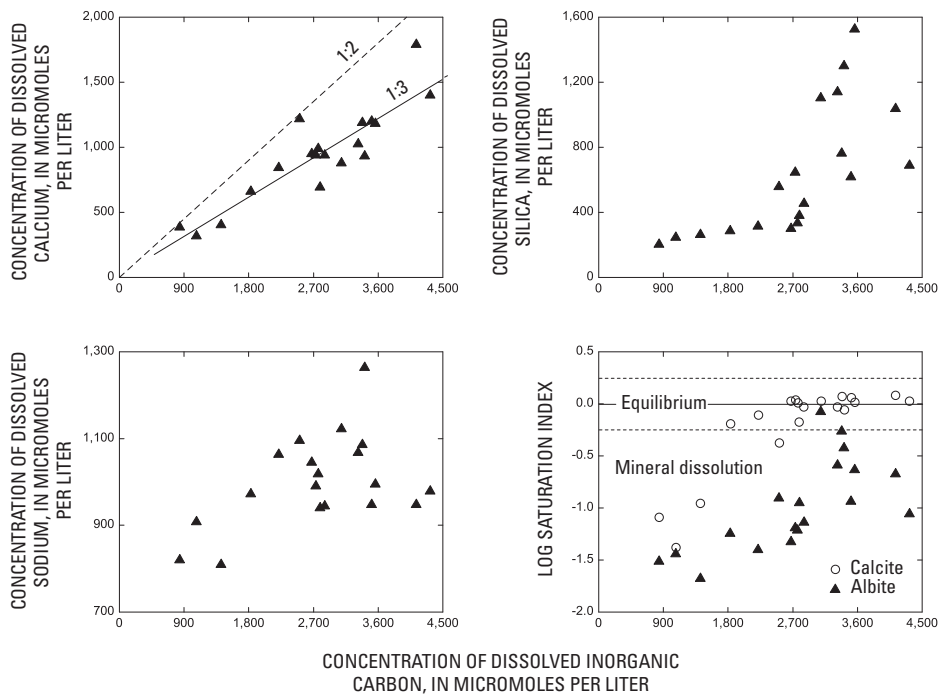 CONCENTRATION OF DISSOLVED
CALCIUM, IN MICROMOLES
PER LITER
2,000
1,500
1,000
500
0
1:2
1:3
0
900
1,800
2,700
3,600
4,500
CONCENTRATION OF DISSOLVED
SILICA, IN MICROMOLES
PER LITER
1,600
1,200
800
400
0
0
900
1,800
2,700
3,600
4,500
CONCENTRATION OF DISSOLVED
SODIUM, IN MICROMOLES
PER LITER
1,300
1,100
900
700
0
900
1,800
2,700
3,600
4,500
LOG SATURATION INDEX
0.5
0.0
-0.5
-1.0
-1.5
-2.0
Equilibrium
Mineral dissolution
Calcite
Albite
0
900
1,800
2,700
3,600
4,500
CONCENTRATION OF DISSOLVED INORGANIC
CARBON, IN MICROMOLES PER LITER